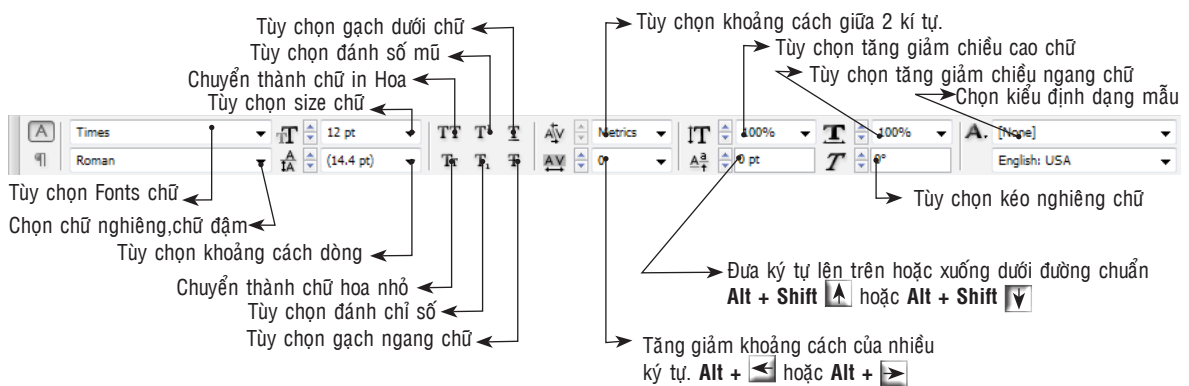 Tùy chọn gạch dưới chữ
Tùy chọn đánh số mũ
Chuyển thành chữ in Hoa
Tùy chọn size chữ
Tùy chọn khoảng cách giữa 2 kí tự.
Tùy chọn tăng giảm chiều cao chữ
Tùy chọn tăng giảm chiều ngang chữ
Chọn kiểu định dạng mẫu
A Times 12 pt Metrics 100% 100% A. [None]
Roman (14.4 pt) 0 0 pt 0° English: USA
Tùy chọn Fonts chữ
Chọn chữ nghiêng,chữ đậm
Tùy chọn khoảng cách dòng
Chuyển thành chữ hoa nhỏ
Tùy chọn đánh chỉ số
Tùy chọn gạch ngang chữ
Tùy chọn kéo nghiêng chữ
Đưa ký tự lên trên hoặc xuống dưới đường chuẩn
Alt + Shift hoặc Alt + Shift
Tăng giảm khoảng cách của nhiều
ký tự. Alt + hoặc Alt +